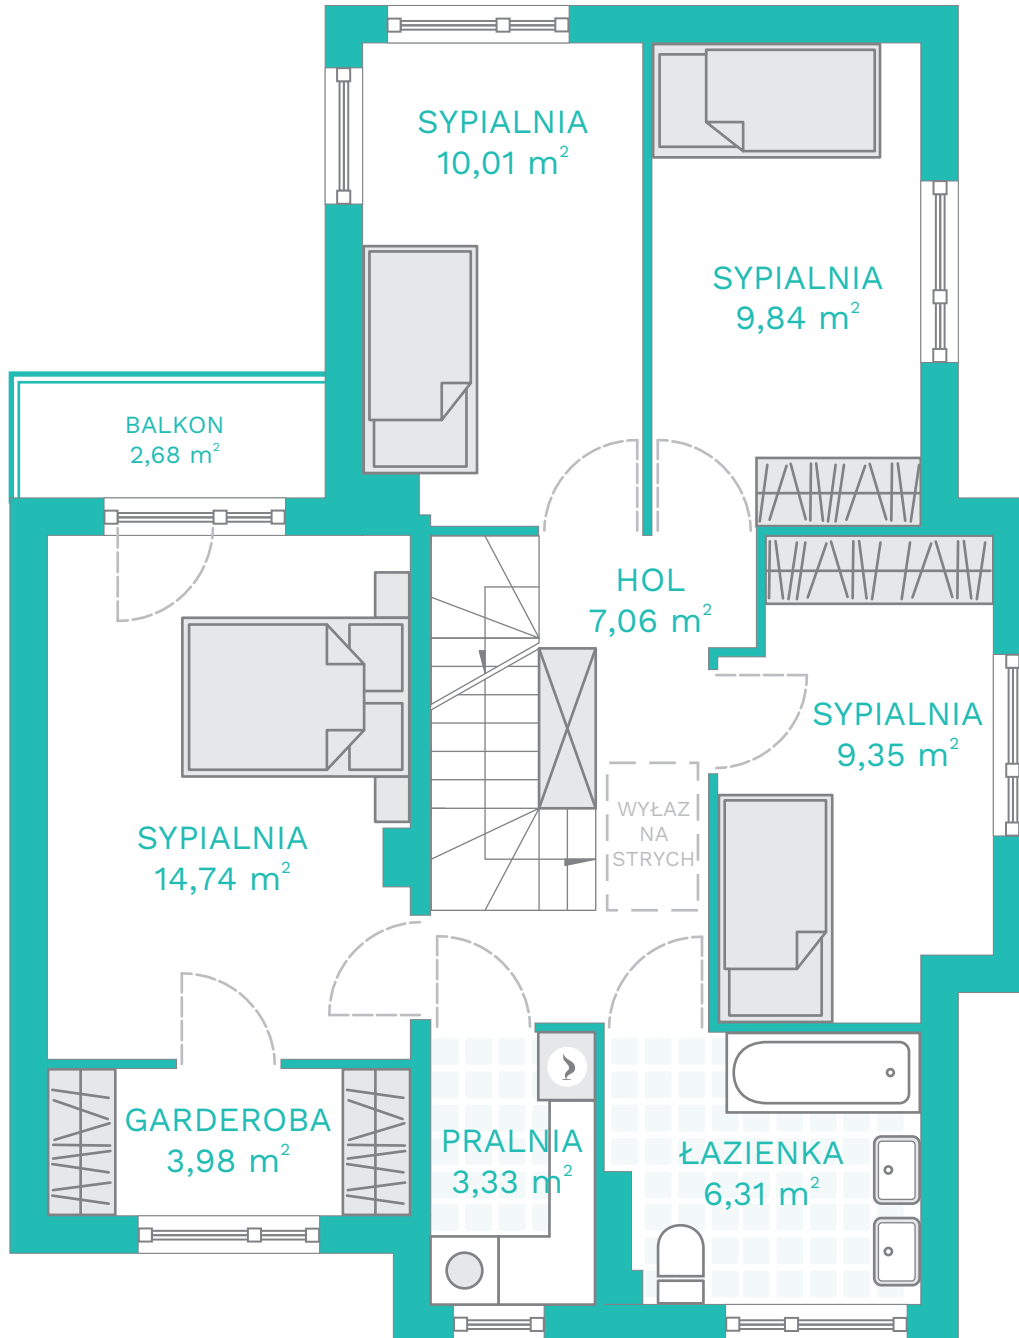 SYPIALNIA
10,01 m²
SYPIALNIA
9,84 m²
BALKON
2,68 m²
HOL
7,06 m²
SYPIALNIA
9,35 m²
WYŁAZ
NA
STRYCH
SYPIALNIA
14,74 m²
GARDEROBA
3,98 m²
PRALNIA
3,33 m²
ŁAZIENKA
6,31 m²